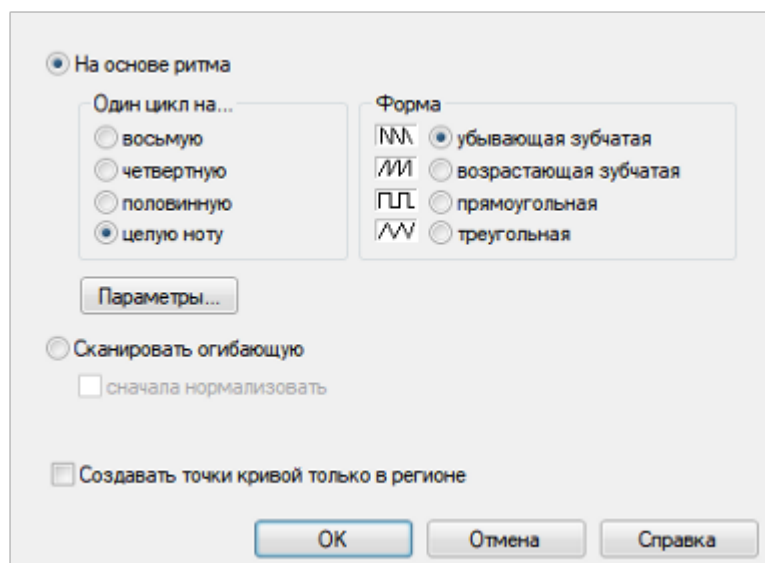 На основе ритма
Один цикл на...
восьмую
четвертную
половинную
целую ноту
Форма
убывающая зубчатая
возрастающая зубчатая
прямоугольная
треугольная
Параметры...
Сканировать огибающую
сначала нормализовать
Создавать точки кривой только в регионе
OK Отмена Справка